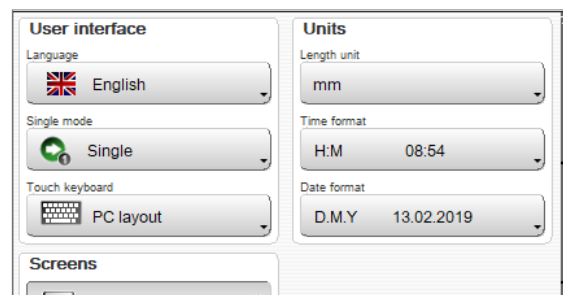 User interface
Language
English
Single mode
1
Single
Touch keyboard
PC layout
Units
Length unit
mm
Time format
H:M 08:54
Date format
D.M.Y 13.02.2019
Screens